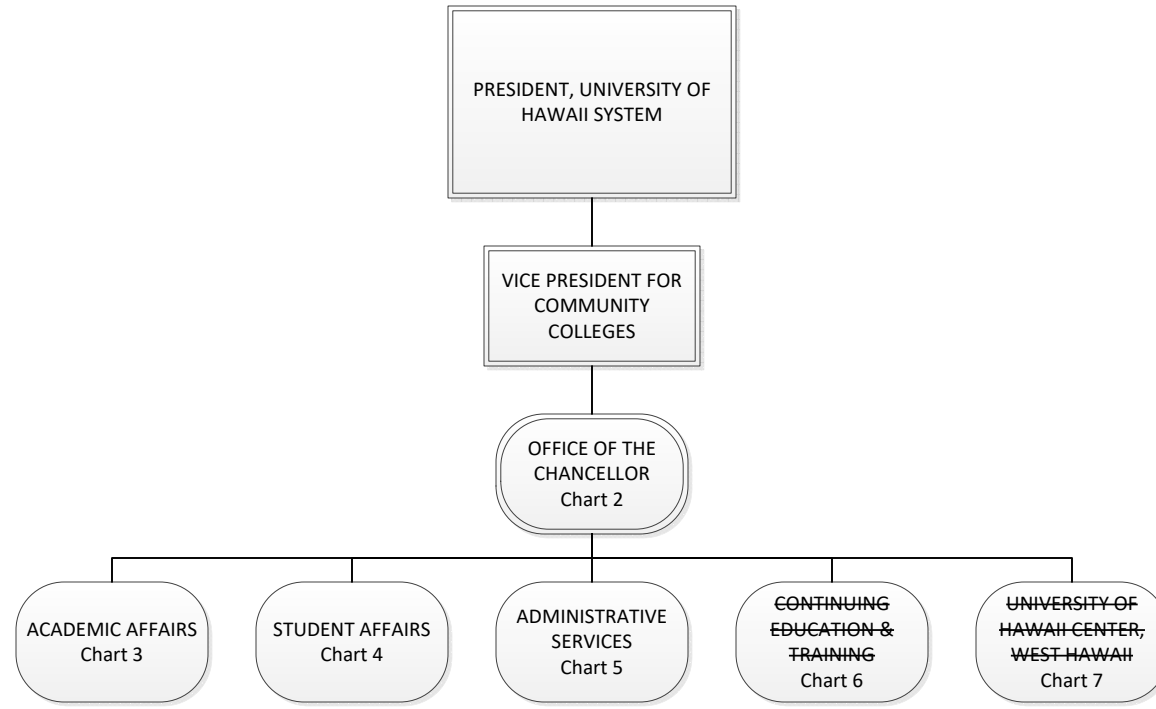 PRESIDENT, UNIVERSITY OF
HAWAII SYSTEM
VICE PRESIDENT FOR
COMMUNITY
COLLEGES
OFFICE OF THE
CHANCELLOR
Chart 2
ACADEMIC AFFAIRS
Chart 3
STUDENT AFFAIRS
Chart 4
ADMINISTRATIVE
SERVICES
Chart 5
CONTINUING
EDUCATION &
TRAINING
Chart 6
UNIVERSITY OF
HAWAII CENTER,
WEST HAWAII
Chart 7